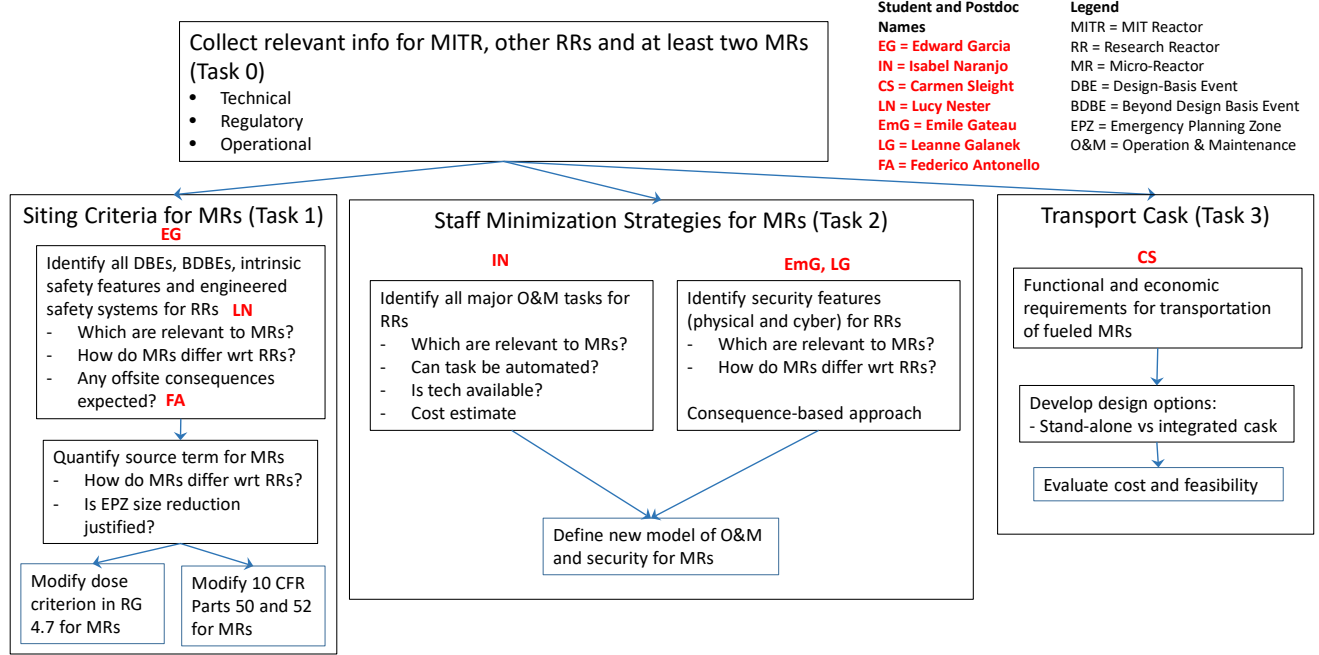 Collect relevant info for MITR, other RRs and at least two MRs
(Task 0)
• Technical
• Regulatory
• Operational
Student and Postdoc
Names
EG = Edward Garcia
IN = Isabel Naranjo
CS = Carmen Sleight
LN = Lucy Nester
EmG = Emile Gateau
LG = Leanne Galanek
FA = Federico Antonello
Legend
MITR = MIT Reactor
RR = Research Reactor
MR = Micro-Reactor
DBE = Design-Basis Event
BDBE = Beyond Design Basis Event
EPZ = Emergency Planning Zone
O&M = Operation & Maintenance
Siting Criteria for MRs (Task 1)
EG
Identify all DBEs, BDBEs, intrinsic
safety features and engineered
safety systems for RRs LN
- Which are relevant to MRs?
- How do MRs differ wrt RRs?
- Any offsite consequences
expected? FA
Quantify source term for MRs
- How do MRs differ wrt RRs?
- Is EPZ size reduction
justified?
Modify dose
criterion in RG
4.7 for MRs
Modify 10 CFR
Parts 50 and 52
for MRs
Staff Minimization Strategies for MRs (Task 2)
IN
Identify all major O&M tasks for
RRs
- Which are relevant to MRs?
- Can task be automated?
- Is tech available?
- Cost estimate
EmG, LG
Identify security features
(physical and cyber) for RRs
- Which are relevant to MRs?
- How do MRs differ wrt RRs?
Consequence-based approach
Define new model of O&M
and security for MRs
Transport Cask (Task 3)
CS
Functional and economic
requirements for transportation
of fueled MRs
Develop design options:
- Stand-alone vs integrated cask
Evaluate cost and feasibility